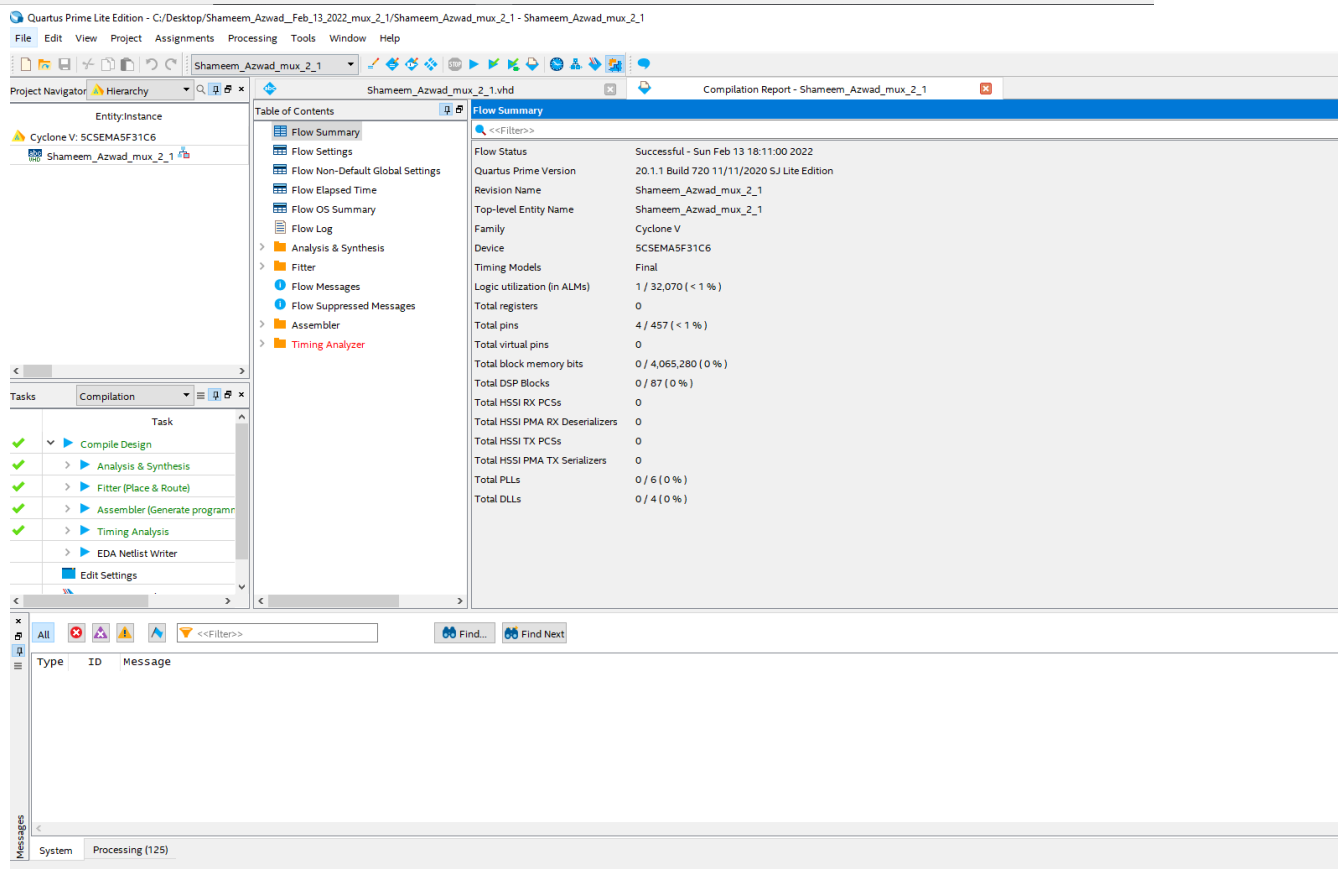 Quartus Prime Lite Edition - C:/Desktop/Shameem_Azwad__Feb_13_2022_mux_2_1/Shameem_Azwad_mux_2_1 - Shameem_Azwad_mux_2_1
File Edit View Project Assignments Processing Tools Window Help
Shameem_Azwad_mux_2_1
STOP
Project Navigator Hierarchy
Entity:Instance
Cyclone V: 5CSEMA5F31C6
Shameem_Azwad_mux_2_1
Shameem_Azwad_mux_2_1.vhd
Compilation Report - Shameem_Azwad_mux_2_1
Table of Contents
Flow Summary
Flow Settings
Flow Non-Default Global Settings
Flow Elapsed Time
Flow OS Summary
Flow Log
Analysis & Synthesis
Fitter
Flow Messages
Flow Suppressed Messages
Assembler
Timing Analyzer
Flow Summary
<<Filter>>
Flow Status Successful - Sun Feb 13 18:11:00 2022
Quartus Prime Version 20.1.1 Build 720 11/11/2020 SJ Lite Edition
Revision Name Shameem_Azwad_mux_2_1
Top-level Entity Name Shameem_Azwad_mux_2_1
Family Cyclone V
Device 5CSEMA5F31C6
Timing Models Final
Logic utilization (in ALMs) 1 / 32,070 ( < 1 % )
Total registers 0
Total pins 4 / 457 ( < 1 % )
Total virtual pins 0
Total block memory bits 0 / 4,065,280 ( 0 % )
Total DSP Blocks 0 / 87 ( 0 % )
Total HSSI RX PCSs 0
Total HSSI PMA RX Deserializers 0
Total HSSI TX PCSs 0
Total HSSI PMA TX Serializers 0
Total PLLs 0 / 6 ( 0 % )
Total DLLs 0 / 4 ( 0 % )
Tasks Compilation
Task
Compile Design
Analysis & Synthesis
Fitter (Place & Route)
Assembler (Generate programm
Timing Analysis
EDA Netlist Writer
Edit Settings
All <<Filter>> Find... Find Next
Type ID Message
Messages
System Processing (125)